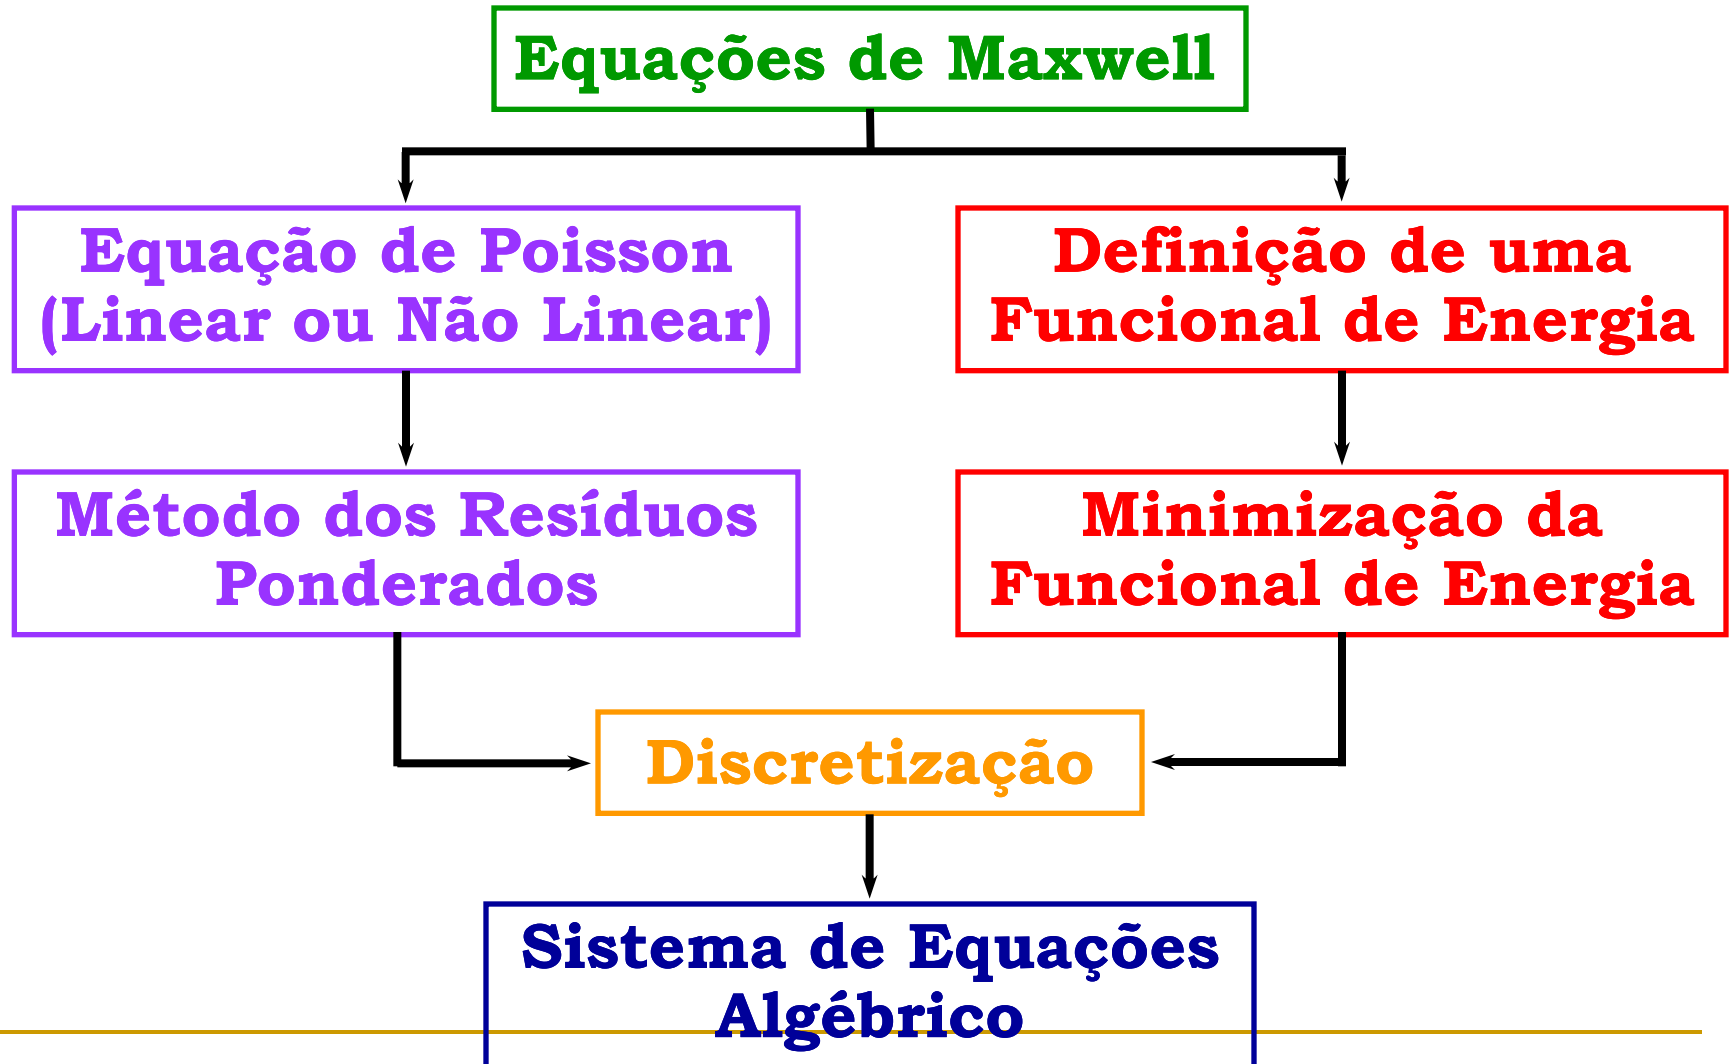 Equações de Maxwell
Equação de Poisson
(Linear ou Não Linear)
Definição de uma
Funcional de Energia
Método dos Resíduos
Ponderados
Minimização da
Funcional de Energia
Discretização
Sistema de Equações
Algébrico